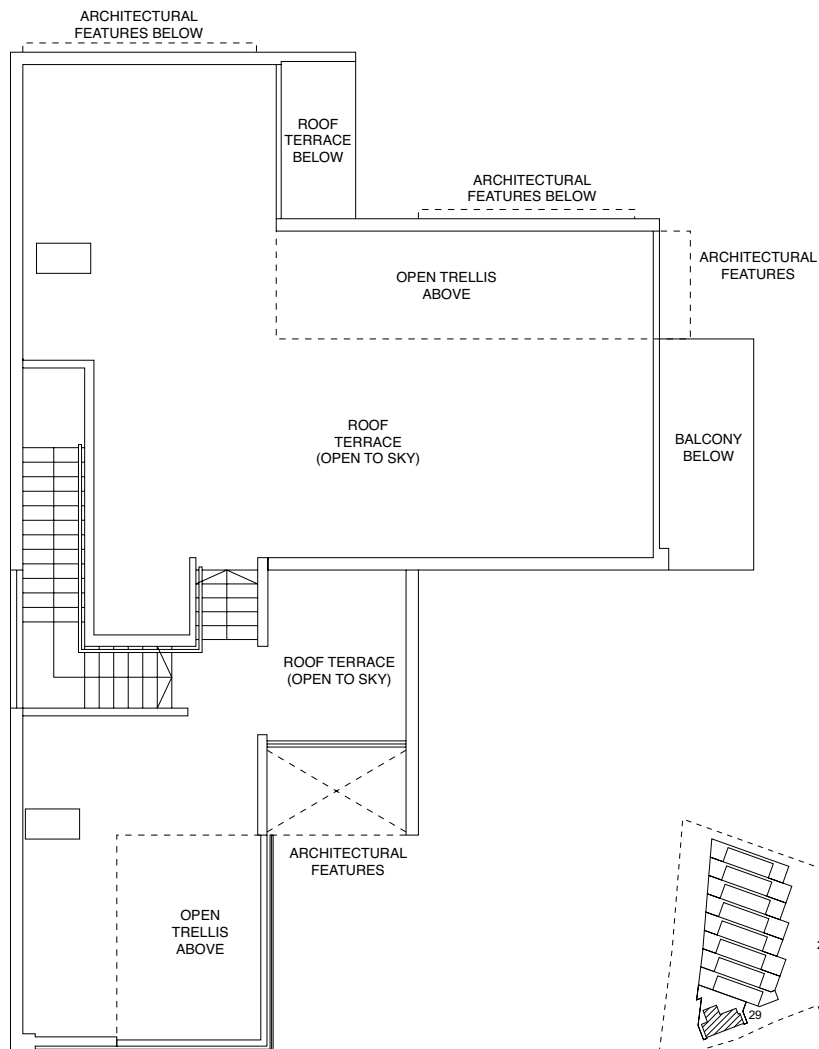 ARCHITECTURAL
FEATURES BELOW
ROOF
TERRACE
BELOW
ARCHITECTURAL
FEATURES BELOW
ARCHITECTURAL
FEATURES
OPEN TRELLIS
ABOVE
ROOF
TERRACE
(OPEN TO SKY)
BALCONY
BELOW
ROOF TERRACE
(OPEN TO SKY)
ARCHITECTURAL
FEATURES
OPEN
TRELLIS
ABOVE
29